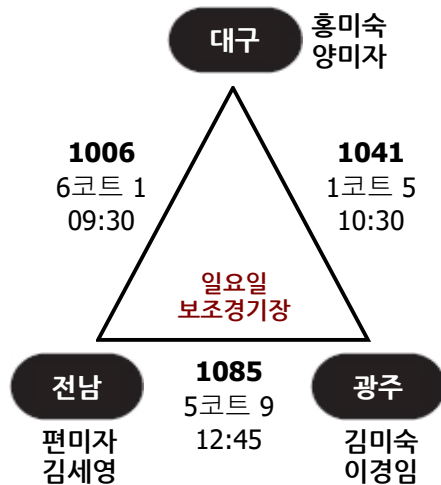 대구
홍미숙
양미자
1006
6코트 1
09:30
1041
1코트 5
10:30
일요일
보조경기장
전남
편미자
김세영
1085
5코트 9
12:45
광주
김미숙
이경임